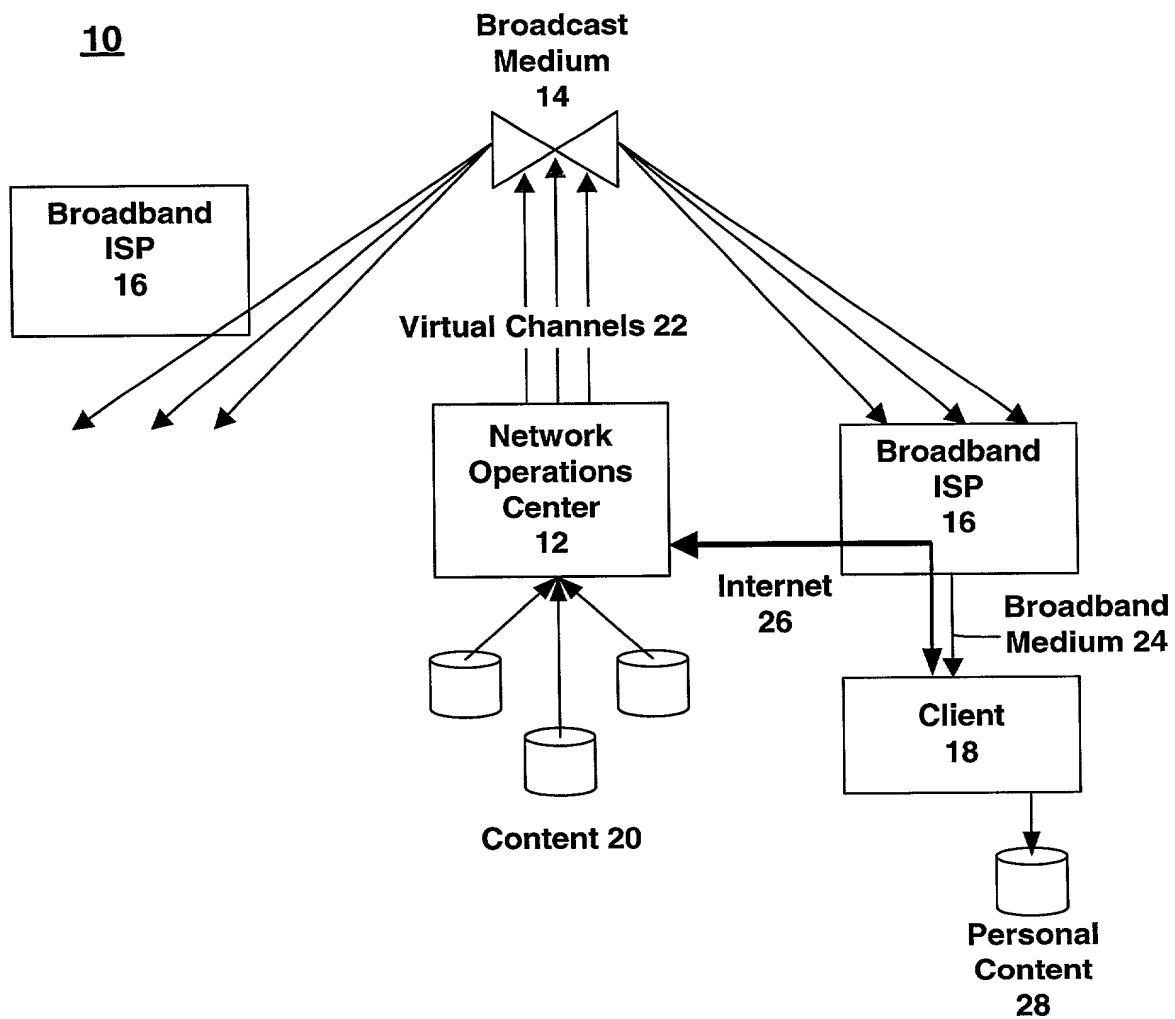 10
Broadcast
Medium
14
Broadband
ISP
16
Virtual Channels 22
Network
Operations
Center
12
Broadband
ISP
16
Internet
26
Broadband
Medium 24
Client
18
Content 20
Personal
Content
28